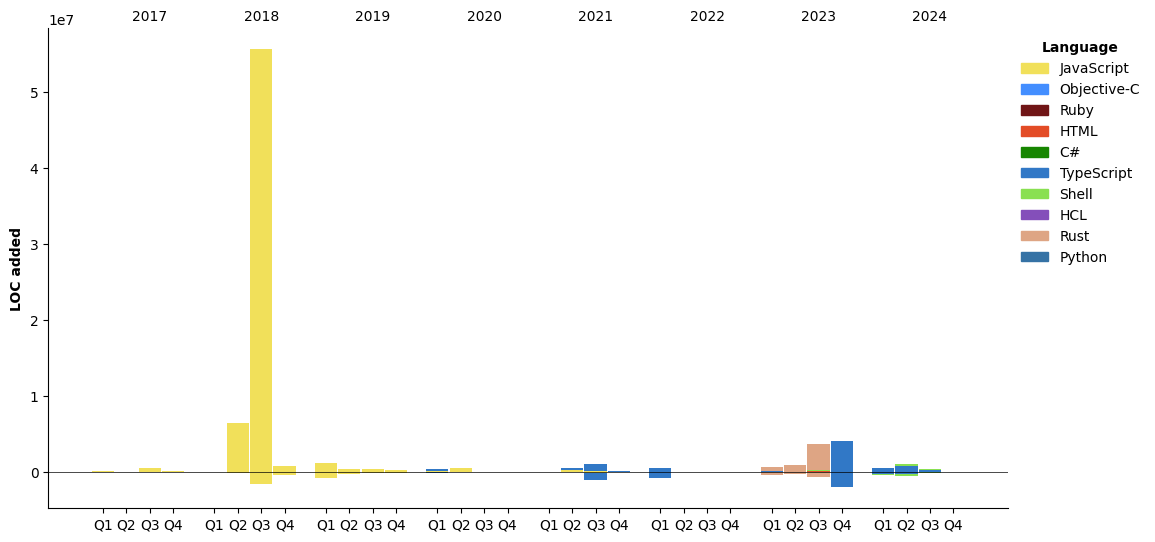 1e7
2017 2018 2019 2020 2021 2022 2023 2024
Language
JavaScript
Objective-C
Ruby
HTML
C#
TypeScript
Shell
HCL
Rust
Python
LOC added
5
4
3
2
1
0
Q1 Q2 Q3 Q4 Q1 Q2 Q3 Q4 Q1 Q2 Q3 Q4 Q1 Q2 Q3 Q4 Q1 Q2 Q3 Q4 Q1 Q2 Q3 Q4 Q1 Q2 Q3 Q4 Q1 Q2 Q3 Q4